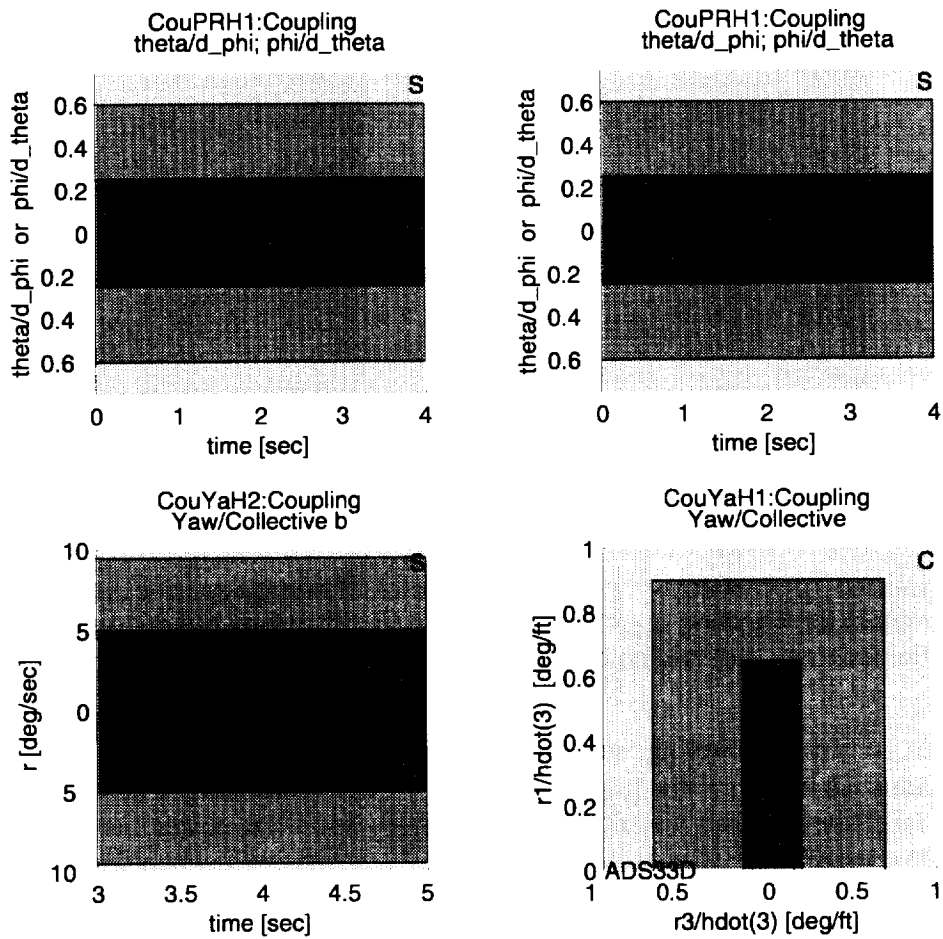 CouPRH1:Coupling
theta/d_phi; phi/d_theta
S
0.6
0.4
0.2
0
0.2
0.4
0.6
theta/d_phi or phi/d_theta
0 1 2 3 4
time [sec]
CouPRH1:Coupling
theta/d_phi; phi/d_theta
S
0.6
0.4
0.2
0
0.2
0.4
0.6
theta/d_phi or phi/d_theta
0 1 2 3 4
time [sec]
CouYaH2:Coupling
Yaw/Collective b
S
10
5
0
5
10
r [deg/sec]
3 3.5 4 4.5 5
time [sec]
CouYaH1:Coupling
Yaw/Collective
C
1
0.8
0.6
0.4
0.2
0
r1/hdot(3) [deg/ft]
ADS33D
1 0.5 0 0.5 1
r3/hdot(3) [deg/ft]